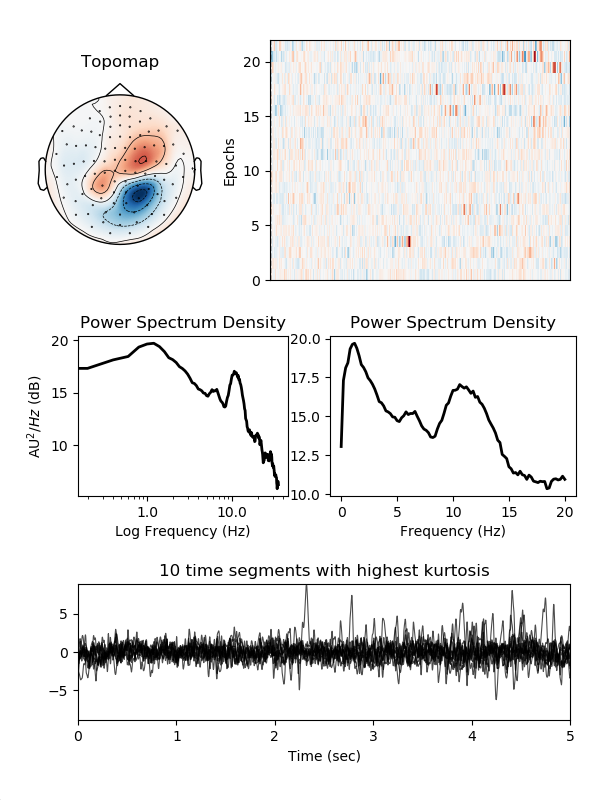 Topomap
Epochs
20
15
10
5
0
Power Spectrum Density
AU²/Hz (dB)
20
15
10
1.0 10.0
Log Frequency (Hz)
Power Spectrum Density
20.0
17.5
15.0
12.5
10.0
0 5 10 15 20
Frequency (Hz)
10 time segments with highest kurtosis
5
0
−5
0 1 2 3 4 5
Time (sec)